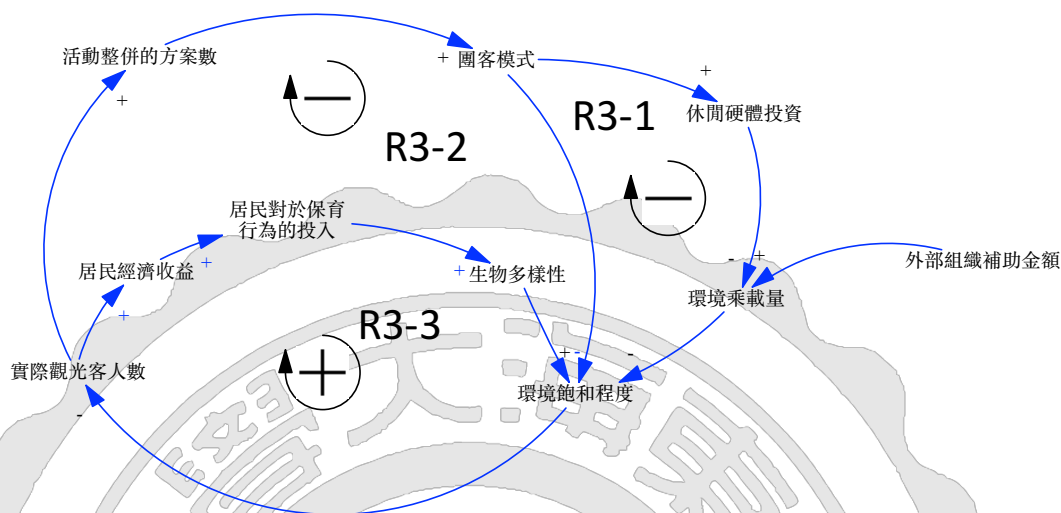 活動整併的方案數
+
+ 團客模式
+
休閒硬體投資
R3-1
R3-2
居民對於保育
行為的投入
居民經濟收益 +
+
+ 生物多樣性
- +
外部組織補助金額
環境乘載量
R3-3
實際觀光客人數
-
+ - -
環境飽和程度